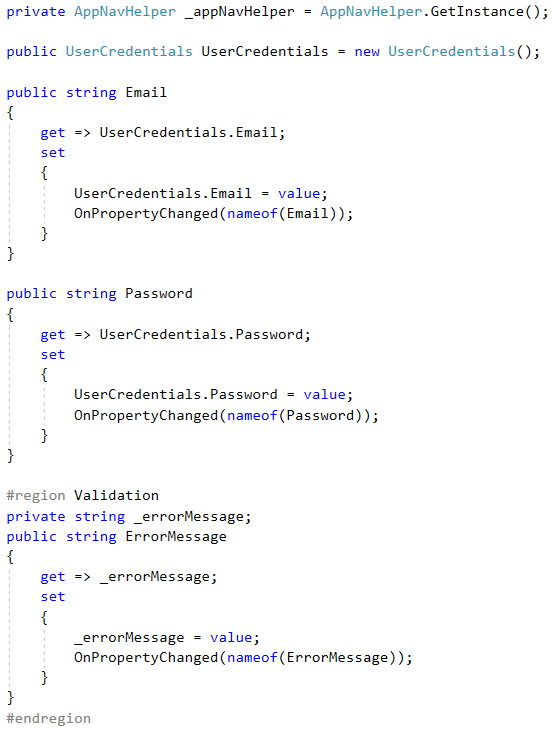 private AppNavHelper _appNavHelper = AppNavHelper.GetInstance();

public UserCredentials UserCredentials = new UserCredentials();

public string Email
{
    get => UserCredentials.Email;
    set
    {
        UserCredentials.Email = value;
        OnPropertyChanged(nameof(Email));
    }
}

public string Password
{
    get => UserCredentials.Password;
    set
    {
        UserCredentials.Password = value;
        OnPropertyChanged(nameof(Password));
    }
}

#region Validation
private string _errorMessage;
public string ErrorMessage
{
    get => _errorMessage;
    set
    {
        _errorMessage = value;
        OnPropertyChanged(nameof(ErrorMessage));
    }
}
#endregion